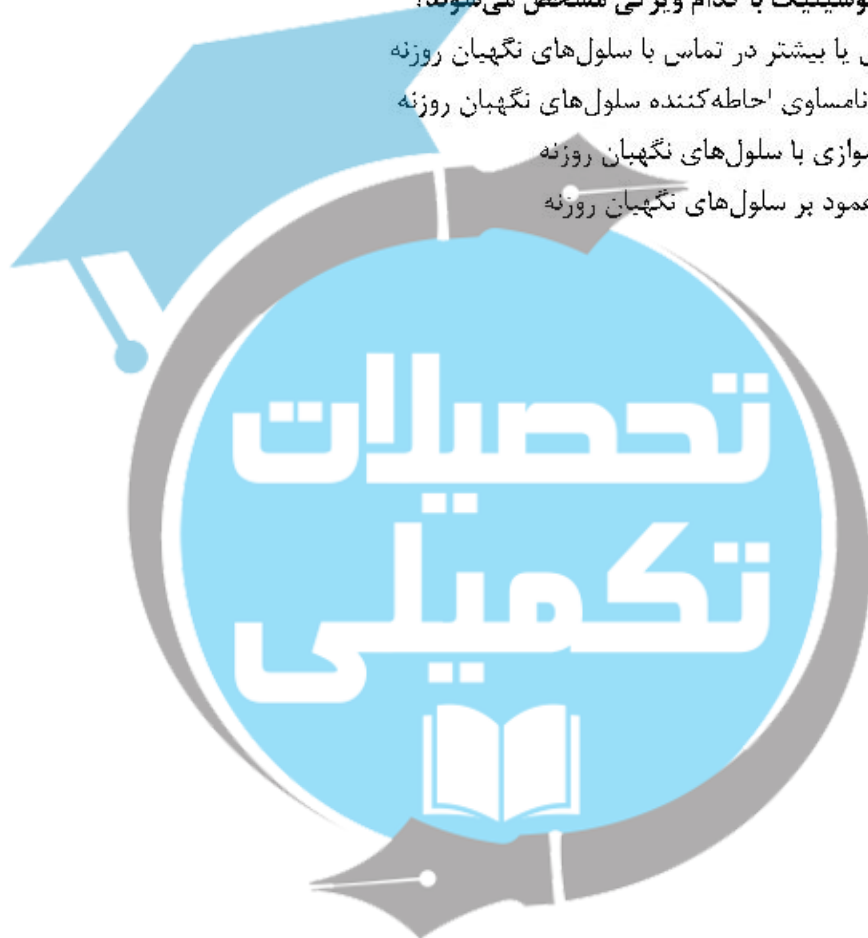 با کدام ویژگی مشخص می‌شوند؟
یا بیشتر در تماس با سلول‌های نگهبان روزنه
نامساوی احاطه‌کننده سلول‌های نگهبان روزنه
موازی با سلول‌های نگهبان روزنه
عمود بر سلول‌های نگهبان روزنه
تحصیلات
تکمیلی